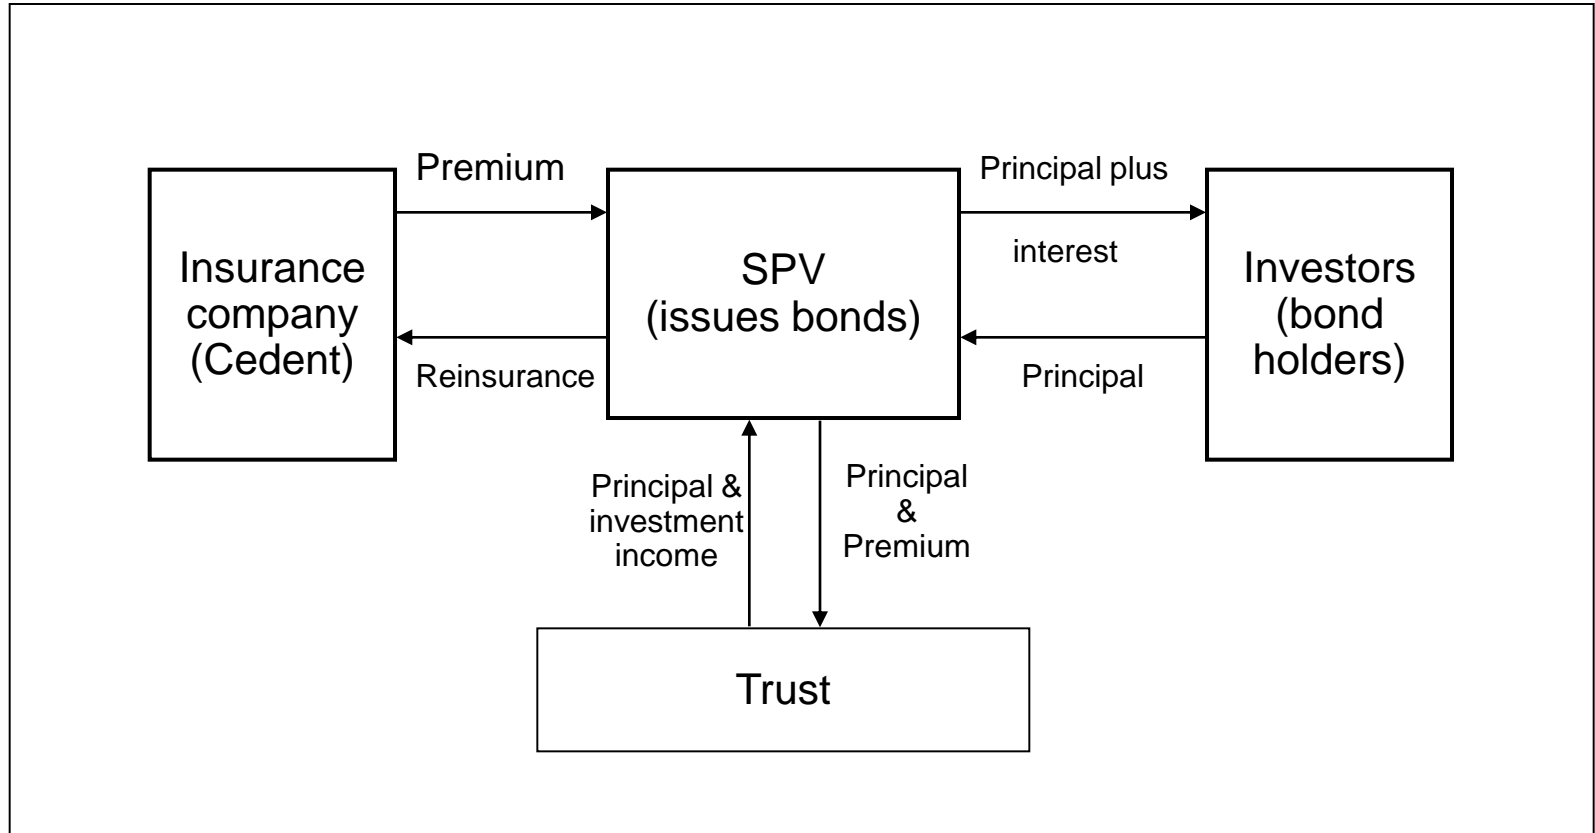 Premium
Principal plus
interest
Insurance
company
(Cedent)
SPV
(issues bonds)
Investors
(bond
holders)
Reinsurance
Principal
Principal &
investment
income
Principal
&
Premium
Trust